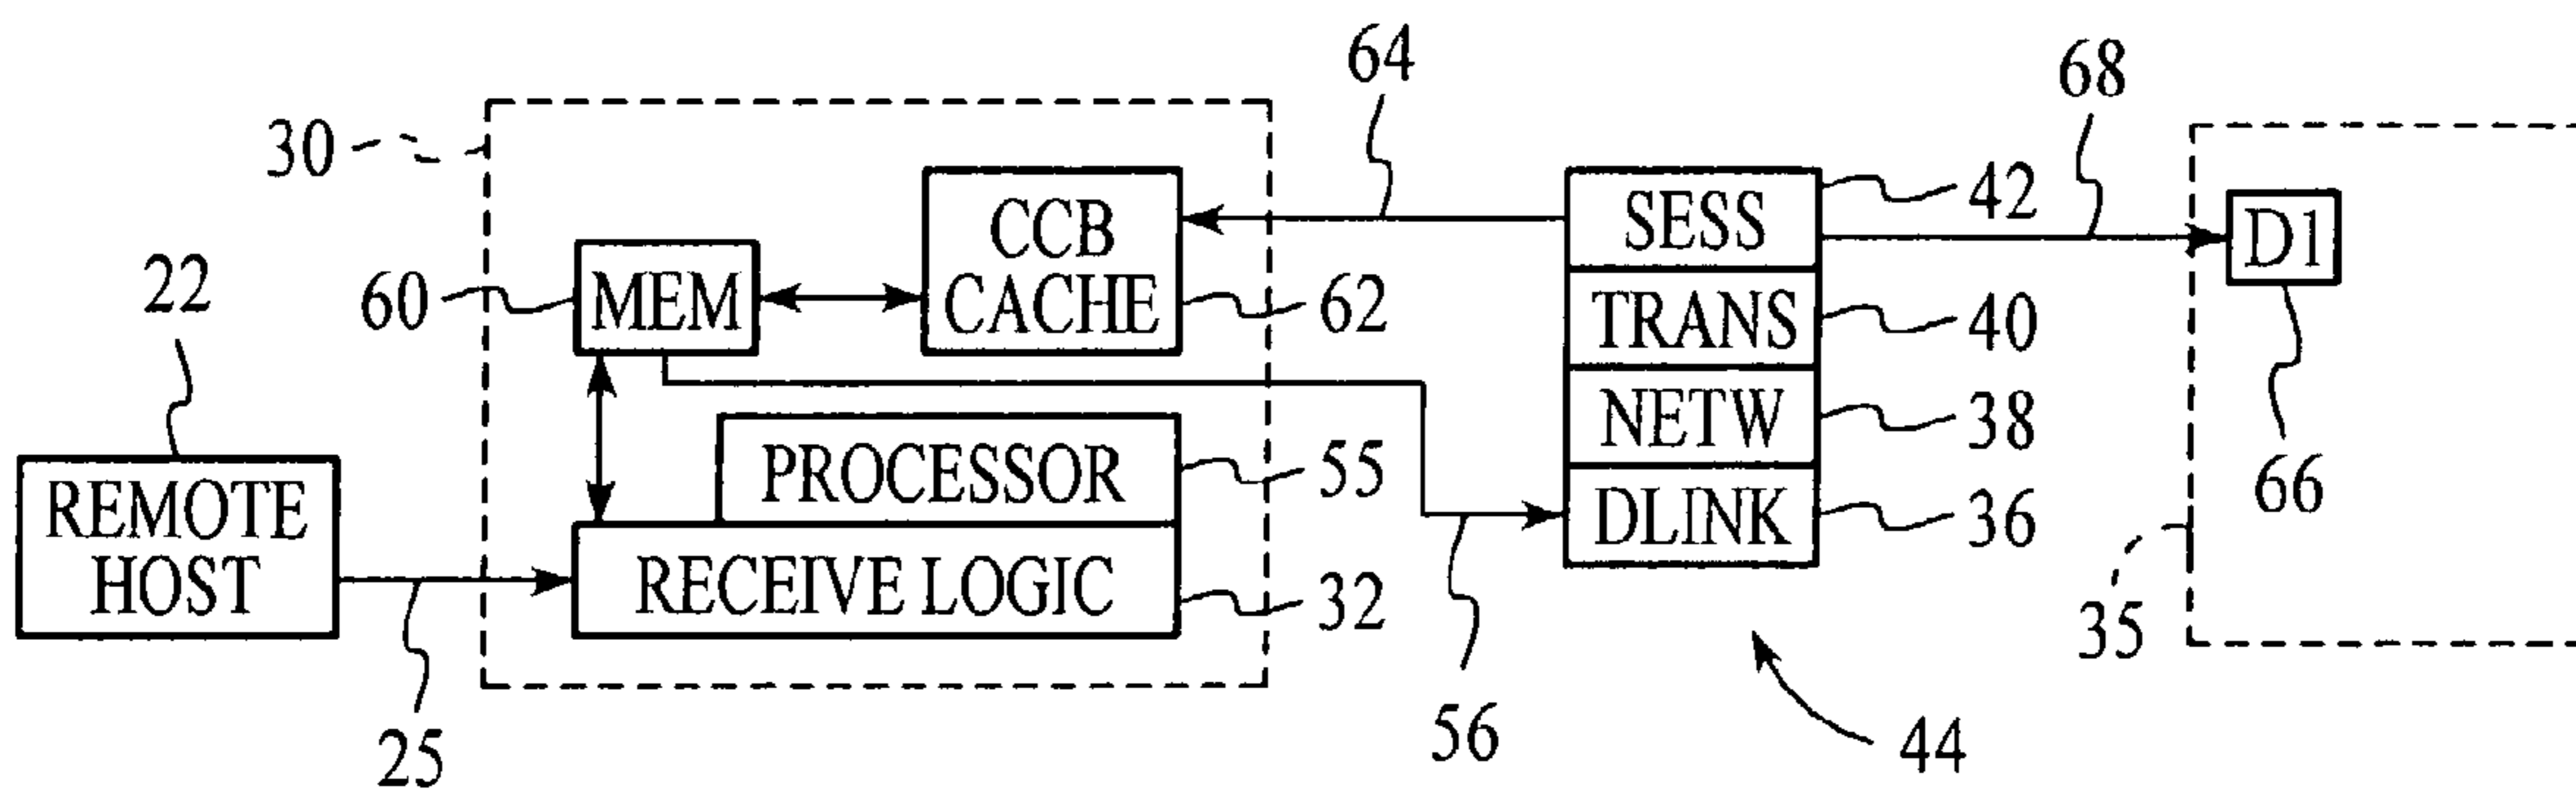 64
68
30
CCB
CACHE
SESS
42
D1
22
60
MEM
62
TRANS
40
NETW
38
REMOTE
HOST
PROCESSOR
55
DLINK
36
66
RECEIVE LOGIC
32
35
25
56
44